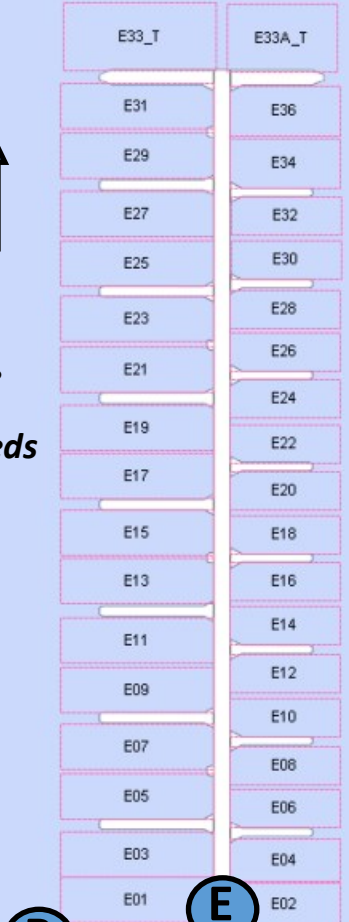 E33_T E33A_T
E31 E36
E29 E34
E27 E32
E25 E30
E23 E28
E21 E26
E19 E24
eds
E17 E22
E15 E20
E13 E18
E11 E16
E09 E14
E07 E12
E05 E10
E03 E08
E01 E06
E04
E02
E